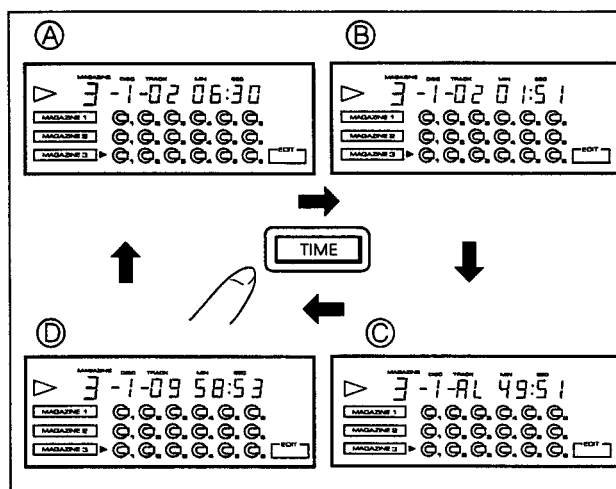 Ⓐ
MAGAZINE DISC TRACK MIN SEC
3 -1-02 06:30
MAGAZINE 1
MAGAZINE 2
MAGAZINE 3
EDIT
Ⓑ
MAGAZINE DISC TRACK MIN SEC
3 -1-02 01:51
MAGAZINE 1
MAGAZINE 2
MAGAZINE 3
EDIT
TIME
Ⓓ
MAGAZINE DISC TRACK MIN SEC
3 -1-09 58:53
MAGAZINE 1
MAGAZINE 2
MAGAZINE 3
EDIT
Ⓒ
MAGAZINE DISC TRACK MIN SEC
3 -1-AL 49:51
MAGAZINE 1
MAGAZINE 2
MAGAZINE 3
EDIT